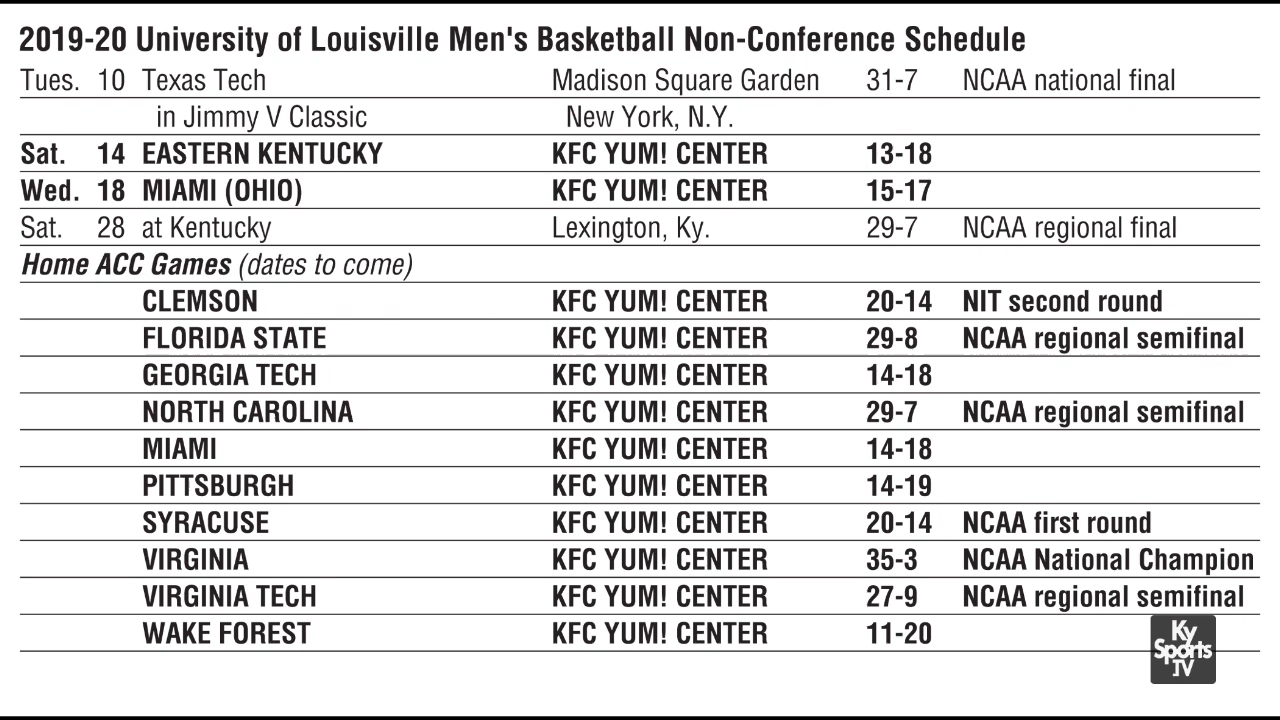 2019-20 University of Louisville Men's Basketball Non-Conference Schedule
Tues. 10 Texas Tech Madison Square Garden 31-7 NCAA national final
in Jimmy V Classic New York, N.Y.
Sat. 14 EASTERN KENTUCKY KFC YUM! CENTER 13-18
Wed. 18 MIAMI (OHIO) KFC YUM! CENTER 15-17
Sat. 28 at Kentucky Lexington, Ky. 29-7 NCAA regional final
Home ACC Games (dates to come)
CLEMSON KFC YUM! CENTER 20-14 NIT second round
FLORIDA STATE KFC YUM! CENTER 29-8 NCAA regional semifinal
GEORGIA TECH KFC YUM! CENTER 14-18
NORTH CAROLINA KFC YUM! CENTER 29-7 NCAA regional semifinal
MIAMI KFC YUM! CENTER 14-18
PITTSBURGH KFC YUM! CENTER 14-19
SYRACUSE KFC YUM! CENTER 20-14 NCAA first round
VIRGINIA KFC YUM! CENTER 35-3 NCAA National Champion
VIRGINIA TECH KFC YUM! CENTER 27-9 NCAA regional semifinal
WAKE FOREST KFC YUM! CENTER 11-20
Ky
Sports
TV